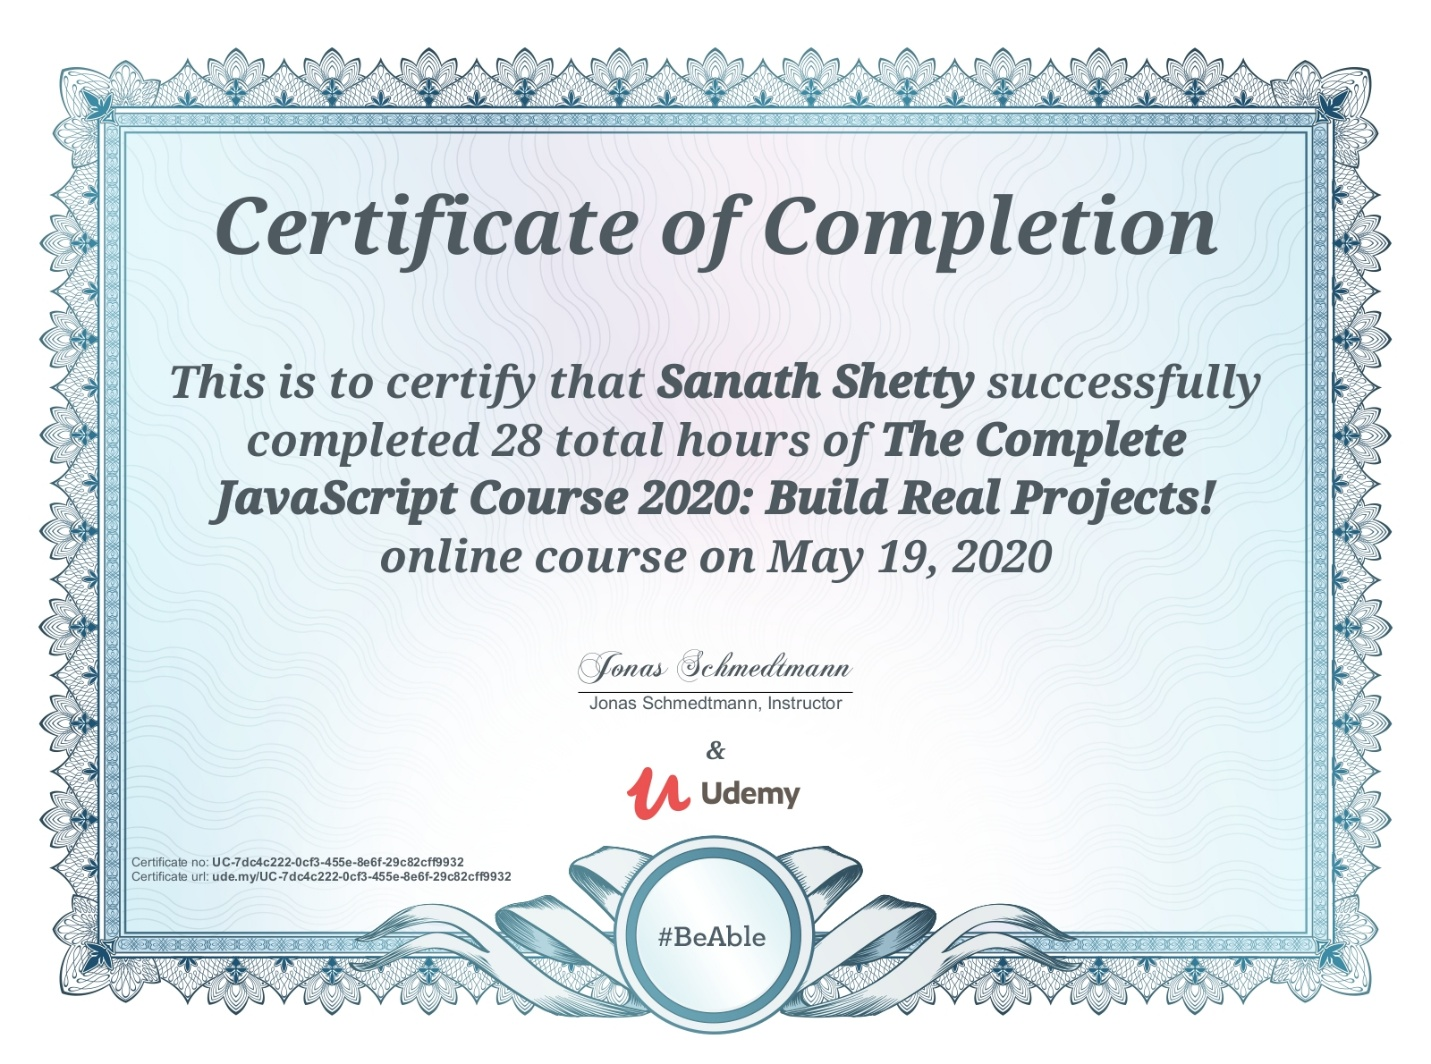 Certificate of Completion
This is to certify that Sanath Shetty successfully
completed 28 total hours of The Complete
JavaScript Course 2020: Build Real Projects!
online course on May 19, 2020
Jonas Schmedtmann
Jonas Schmedtmann, Instructor
&
Udemy
Certificate no: UC-7dc4c222-0cf3-455e-8e6f-29c82cff9932
Certificate url: ude.my/UC-7dc4c222-0cf3-455e-8e6f-29c82cff9932
#BeAble